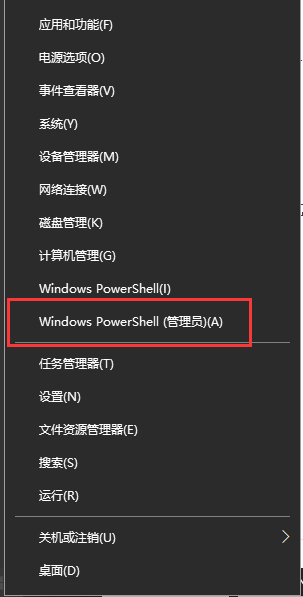 应用和功能(F)
电源选项(O)
事件查看器(V)
系统(Y)
设备管理器(M)
网络连接(W)
磁盘管理(K)
计算机管理(G)
Windows PowerShell(I)
Windows PowerShell (管理员)(A)
任务管理器(T)
设置(N)
文件资源管理器(E)
搜索(S)
运行(R)
关机或注销(U)
桌面(D)